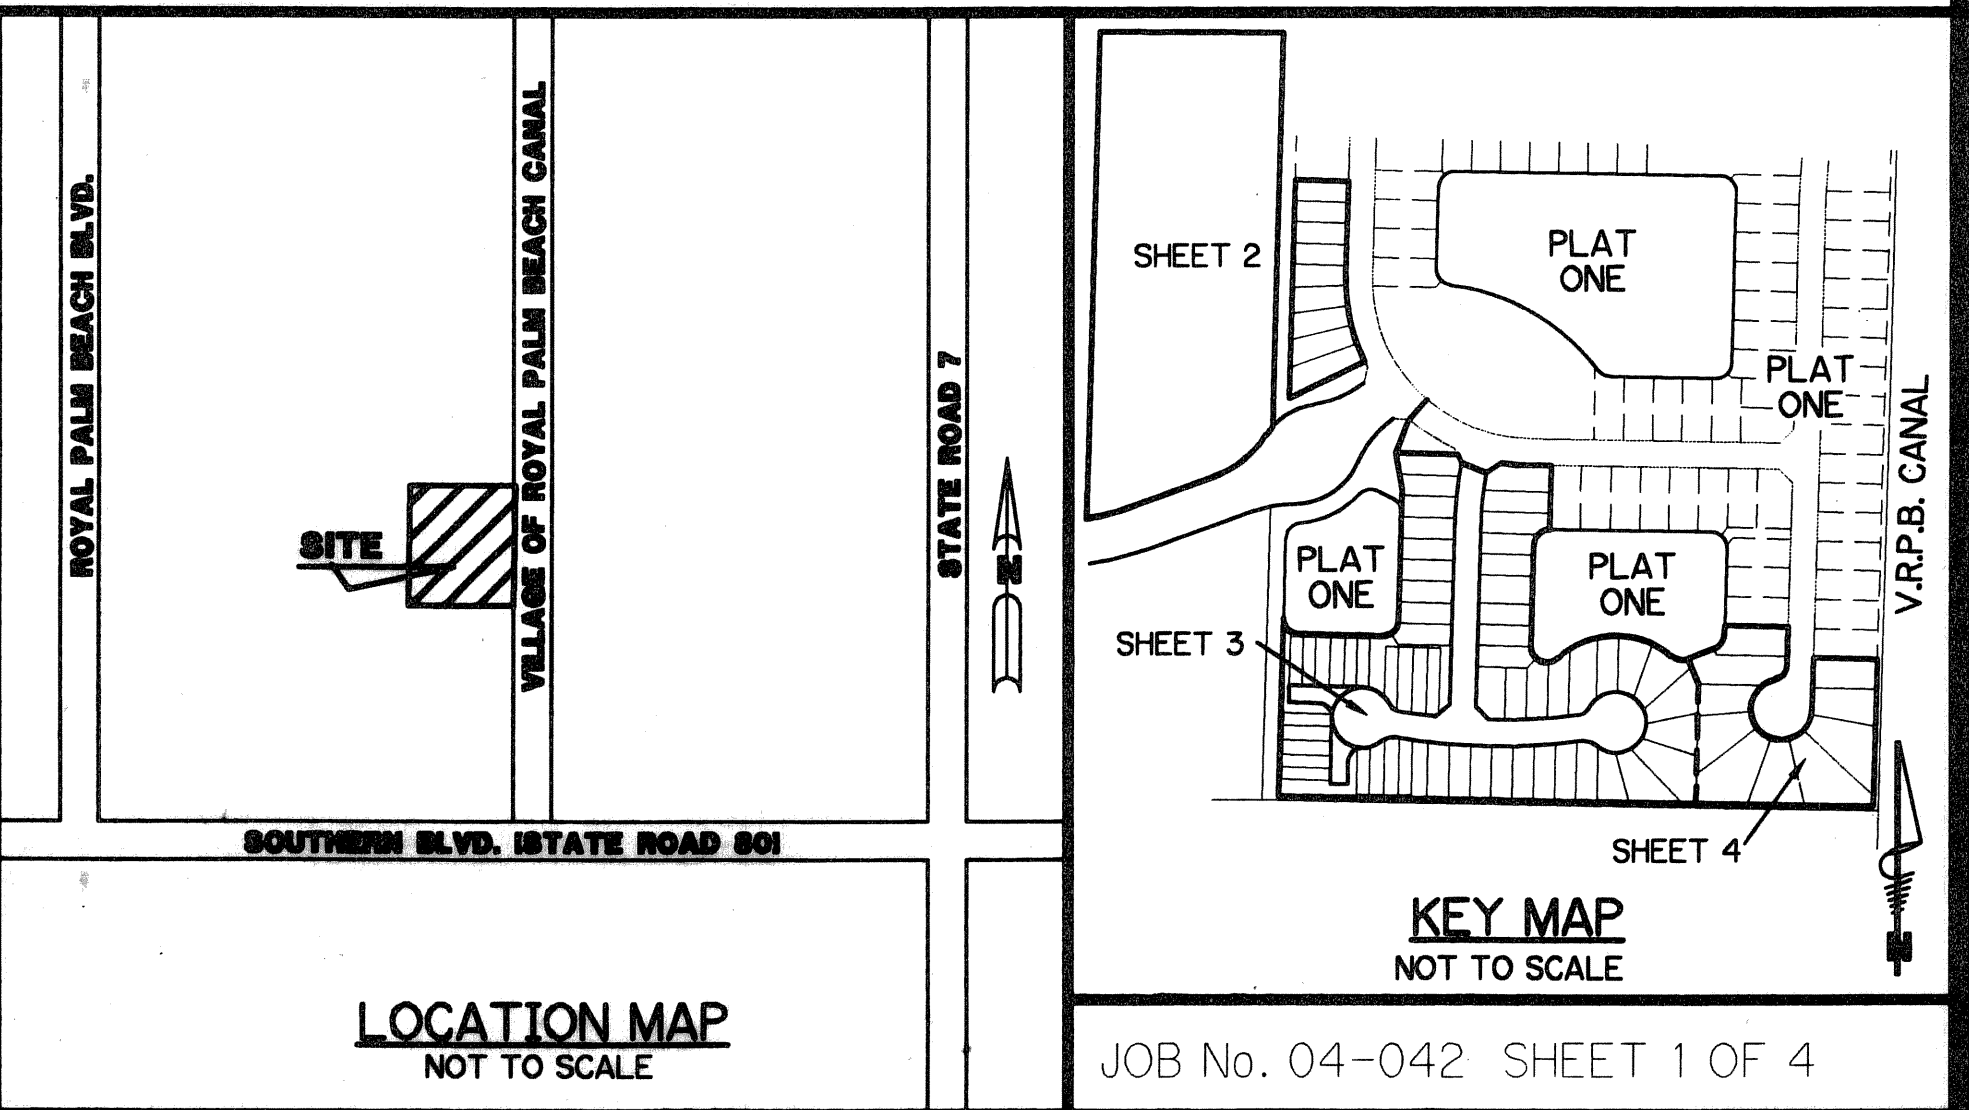 ROYAL PALM BEACH BLVD.
VILLAGE OF ROYAL PALM BEACH CANAL
STATE ROAD 7
SITE
N
SOUTHERN BLVD. (STATE ROAD 80)
LOCATION MAP
NOT TO SCALE
SHEET 2
PLAT
ONE
PLAT
ONE
V.R.P.B. CANAL
PLAT
ONE
PLAT
ONE
SHEET 3
SHEET 4
N
KEY MAP
NOT TO SCALE
JOB No. 04-042 SHEET 1 OF 4